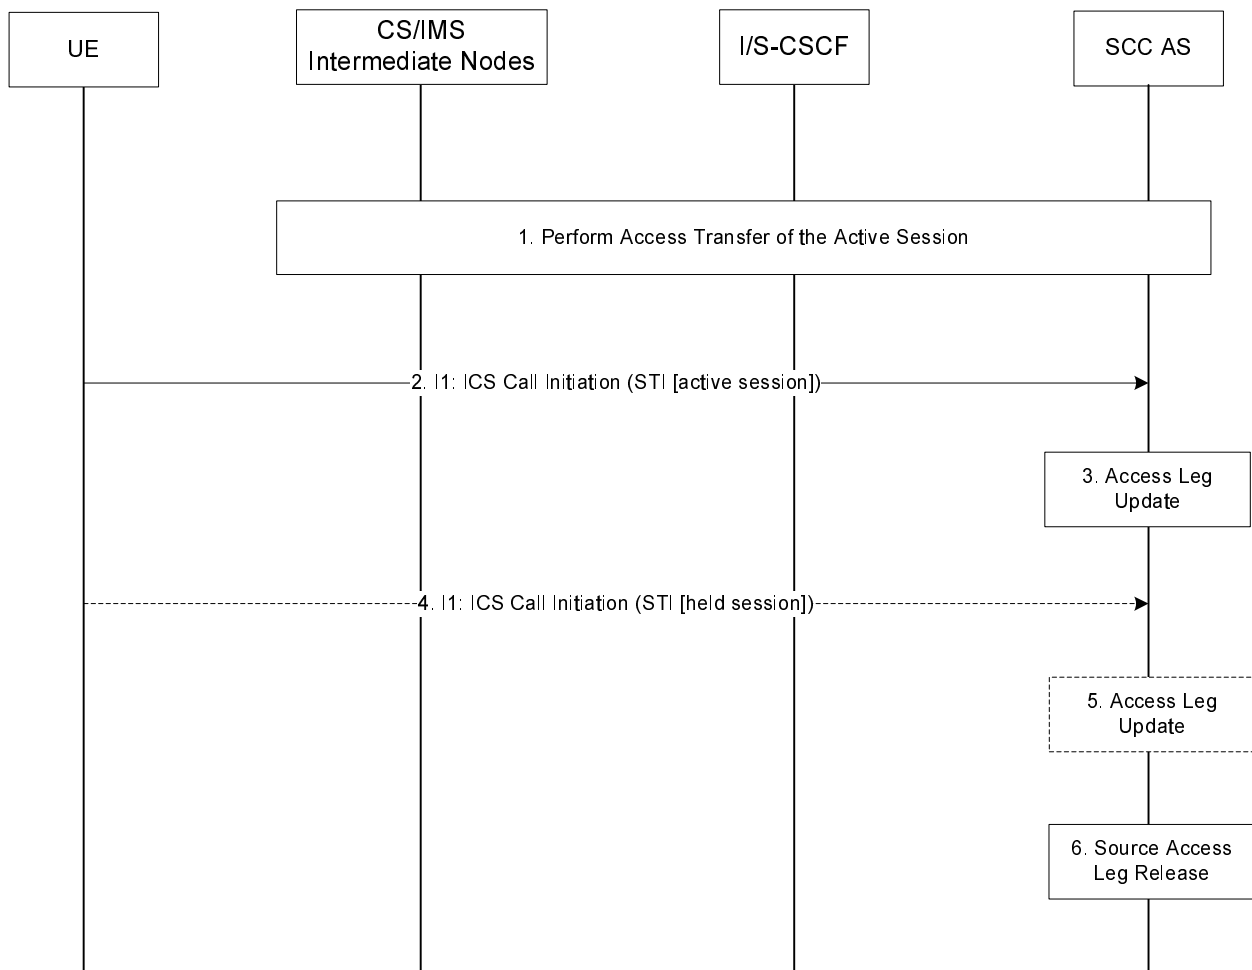 UE
CS/IMS
Intermediate Nodes
I/S-CSCF
SCC AS
1. Perform Access Transfer of the Active Session
2. I1: ICS Call Initiation (STI [active session])
3. Access Leg
Update
4. I1: ICS Call Initiation (STI [held session])
5. Access Leg
Update
6. Source Access
Leg Release